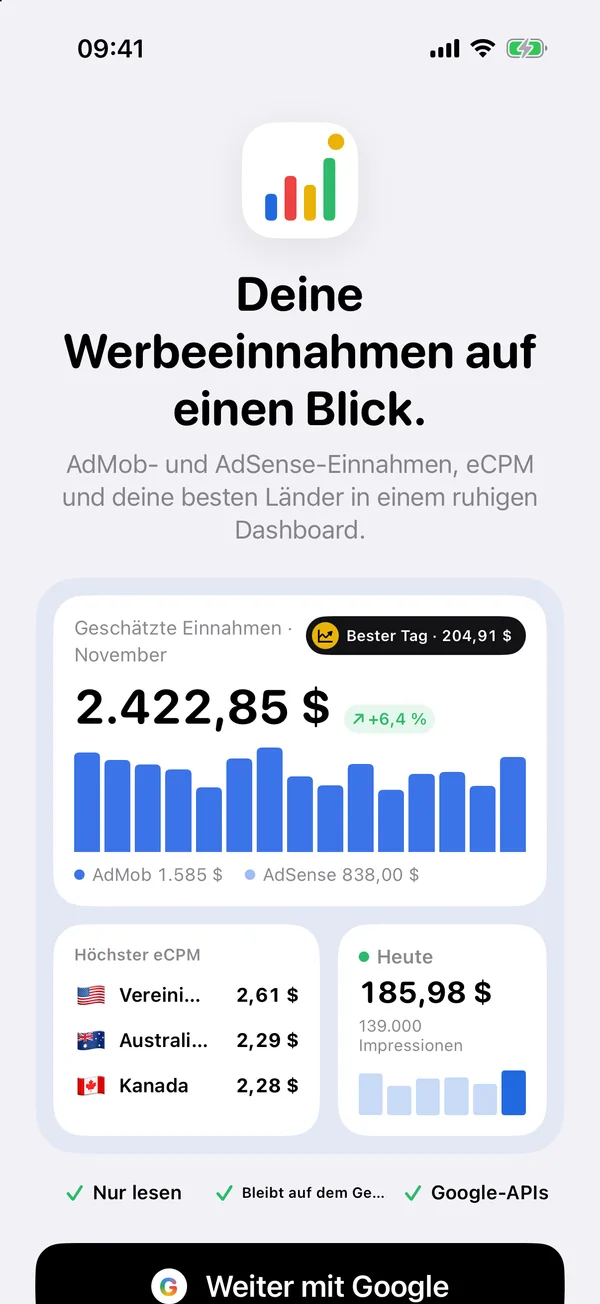 09:41
Deine
Werbeeinnahmen auf
einen Blick.
AdMob- und AdSense-Einnahmen, eCPM
und deine besten Länder in einem ruhigen
Dashboard.
Geschätzte Einnahmen ·
November
Bester Tag · 204,91 $
2.422,85 $
+6,4 %
AdMob 1.585 $
AdSense 838,00 $
Höchster eCPM
Vereini... 2,61 $
Australi... 2,29 $
Kanada 2,28 $
Heute
185,98 $
139.000
Impressionen
Nur lesen
Bleibt auf dem Ge...
Google-APIs
G Weiter mit Google